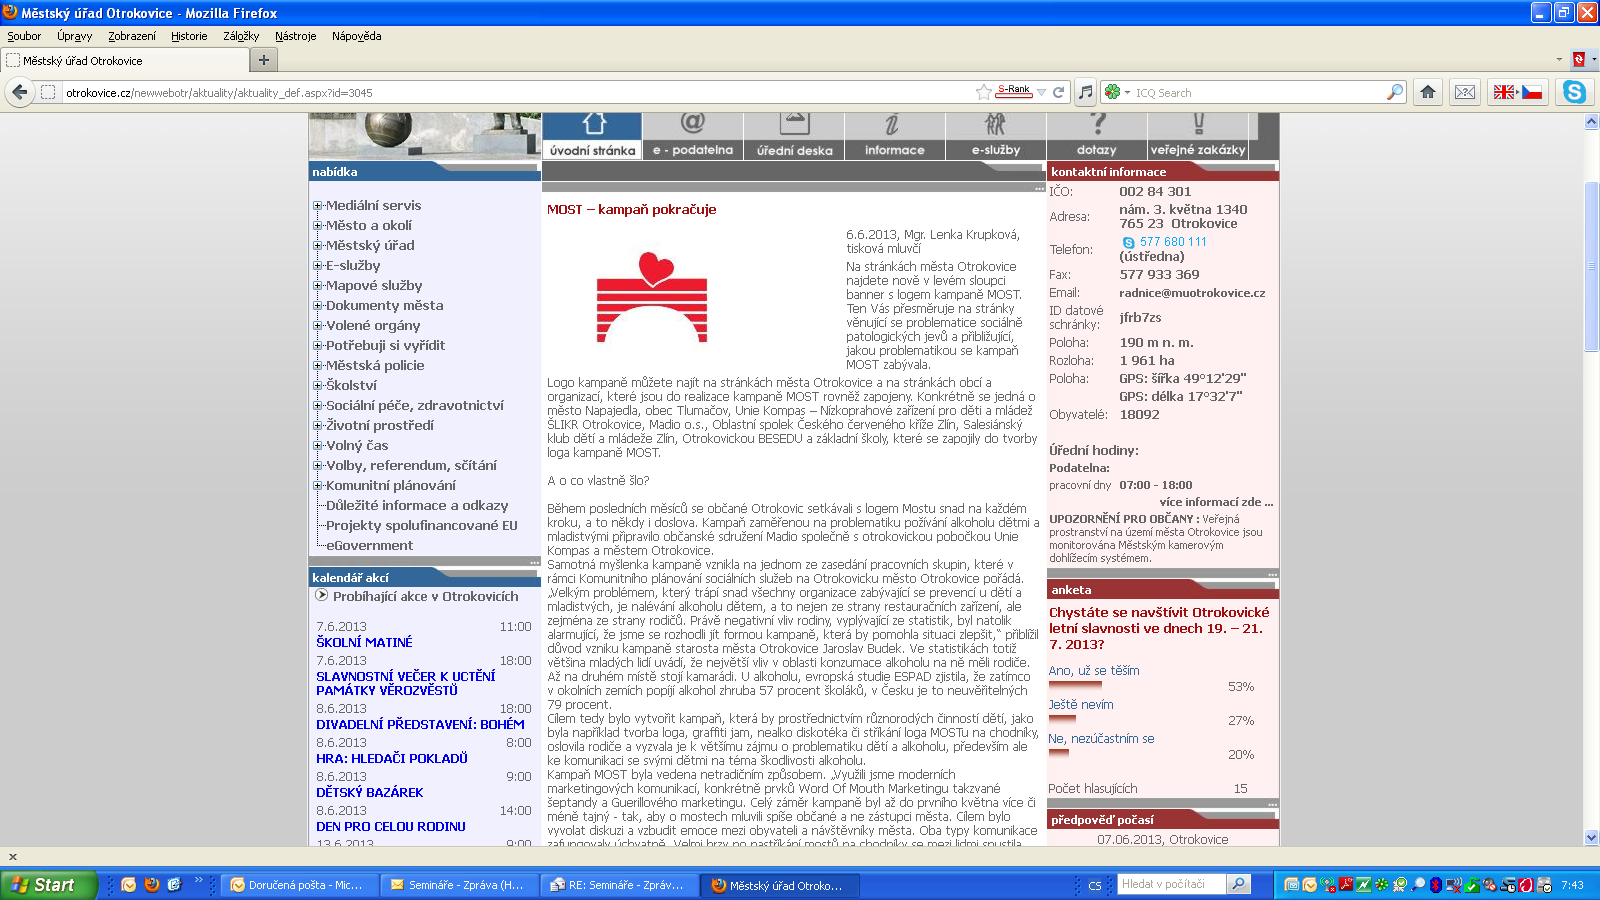 Městský úřad Otrokovice - Mozilla Firefox
Soubor Úpravy Zobrazení Historie Záložky Nástroje Nápověda
Městský úřad Otrokovice
otrokovice.cz/newwebotr/aktuality/aktuality_def.aspx?id=3045
S-Rank
ICQ Search
úvodní stránka
e - podatelna
úřední deska
informace
e-služby
dotazy
veřejné zakázky
nabídka
Mediální servis
Město a okolí
Městský úřad
E-služby
Mapové služby
Dokumenty města
Volené orgány
Potřebuji si vyřídit
Městská policie
Školství
Sociální péče, zdravotnictví
Životní prostředí
Volný čas
Volby, referendum, sčítání
Komunitní plánování
Důležité informace a odkazy
Projekty spolufinancované EU
eGovernment
kalendář akcí
Probíhající akce v Otrokovicích
7.6.2013 11:00
ŠKOLNÍ MATINÉ
7.6.2013 18:00
SLAVNOSTNÍ VEČER K UCTĚNÍ
PAMÁTKY VĚROZVĚSTŮ
8.6.2013 18:00
DIVADELNÍ PŘEDSTAVENÍ: BOHÉM
8.6.2013 8:00
HRA: HLEDAČI POKLADŮ
8.6.2013 9:00
DĚTSKÝ BAZÁREK
8.6.2013 14:00
DEN PRO CELOU RODINU
13.6.2013 9:00
MOST – kampaň pokračuje
6.6.2013, Mgr. Lenka Krupková,
tisková mluvčí
Na stránkách města Otrokovice
najdete nově v levém sloupci
banner s logem kampaně MOST.
Ten Vás přesměruje na stránky
věnující se problematice sociálně
patologických jevů a přibližující,
jakou problematikou se kampaň
MOST zabývala.
Logo kampaně můžete najít na stránkách města Otrokovice a na stránkách obcí a
organizací, které jsou do realizace kampaně MOST rovněž zapojeny. Konkrétně se jedná o
město Napajedla, obec Tlumačov, Unie Kompas – Nízkoprahové zařízení pro děti a mládež
ŠLIKR Otrokovice, Madio o.s., Oblastní spolek Českého červeného kříže Zlín, Salesiánský
klub dětí a mládeže Zlín, Otrokovickou BESEDU a základní školy, které se zapojily do tvorby
loga kampaně MOST.
A o co vlastně šlo?
Během posledních měsíců se občané Otrokovic setkávali s logem Mostu snad na každém
kroku, a to někdy i doslova. Kampaň zaměřenou na problematiku požívání alkoholu dětmi a
mladistvými připravilo občanské sdružení Madio společně s otrokovickou pobočkou Unie
Kompas a městem Otrokovice.
Samotná myšlenka kampaně vznikla na jednom ze zasedání pracovních skupin, které v
rámci Komunitního plánování sociálních služeb na Otrokovicku město Otrokovice pořádá.
„Velkým problémem, který trápí snad všechny organizace zabývající se prevencí u dětí a
mladistvých, je nalévání alkoholu dětem, a to nejen ze strany restauračních zařízení, ale
zejména ze strany rodičů. Právě negativní vliv rodiny, vyplývající ze statistik, byl natolik
alarmující, že jsme se rozhodli jít formou kampaně, která by pomohla situaci zlepšit,“ přiblížil
důvod vzniku kampaně starosta města Otrokovice Jaroslav Budek. Ve statistikách totiž
většina mladých lidí uvádí, že největší vliv v oblasti konzumace alkoholu na ně měli rodiče.
Až na druhém místě stojí kamarádi. U alkoholu, evropská studie ESPAD zjistila, že zatímco
v okolních zemích popíjí alkohol zhruba 57 procent školáků, v Česku je to neuvěřitelných
79 procent.
Cílem tedy bylo vytvořit kampaň, která by prostřednictvím různorodých činností dětí, jako
byla například tvorba loga, graffiti jam, nealko diskotéka či stříkání loga MOSTu na chodníky,
oslovila rodiče a vyzvala je k většímu zájmu o problematiku dětí a alkoholu, především ale
ke komunikaci se svými dětmi na téma škodlivosti alkoholu.
Kampaň MOST byla vedena netradičním způsobem. „Využili jsme moderních
marketingových komunikací, konkrétně prvků Word Of Mouth Marketingu takzvané
šeptandy a Guerillového marketingu. Celý záměr kampaně byl až do prvního května více či
méně tajný - tak, aby o mostech mluvili spíše občané a ne zástupci města. Cílem bylo
vyvolat diskuzi a vzbudit emoce mezi obyvateli a návštěvníky města. Oba typy komunikace
zafungovaly úchvatně. Velmi brzy po nastříkání mostů na chodníky se mezi lidmi spustila
kontaktní informace
IČO: 002 84 301
Adresa: nám. 3. května 1340
765 23 Otrokovice
Telefon: 577 680 111
(ústředna)
Fax: 577 933 369
Email: radnice@muotrokovice.cz
ID datové
schránky: jfrb7zs
Poloha: 190 m n. m.
Rozloha: 1 961 ha
Poloha: GPS: šířka 49°12'29"
GPS: délka 17°32'7"
Obyvatelé: 18092
Úřední hodiny:
Podatelna:
pracovní dny 07:00 - 18:00
více informací zde ...
UPOZORNĚNÍ PRO OBČANY : Veřejná
prostranství na území města Otrokovice jsou
monitorována Městským kamerovým
dohlížecím systémem.
anketa
Chystáte se navštívit Otrokovické
letní slavnosti ve dnech 19. – 21.
7. 2013?
Ano, už se těším
53%
Ještě nevím
27%
Ne, nezúčastním se
20%
Počet hlasujících 15
předpověď počasí
07.06.2013, Otrokovice
Start
Doručená pošta - Mic...
Semináře - Zpráva (H...
RE: Semináře - Zpráv...
Městský úřad Otroko...
CS
Hledat v počítači
7:43